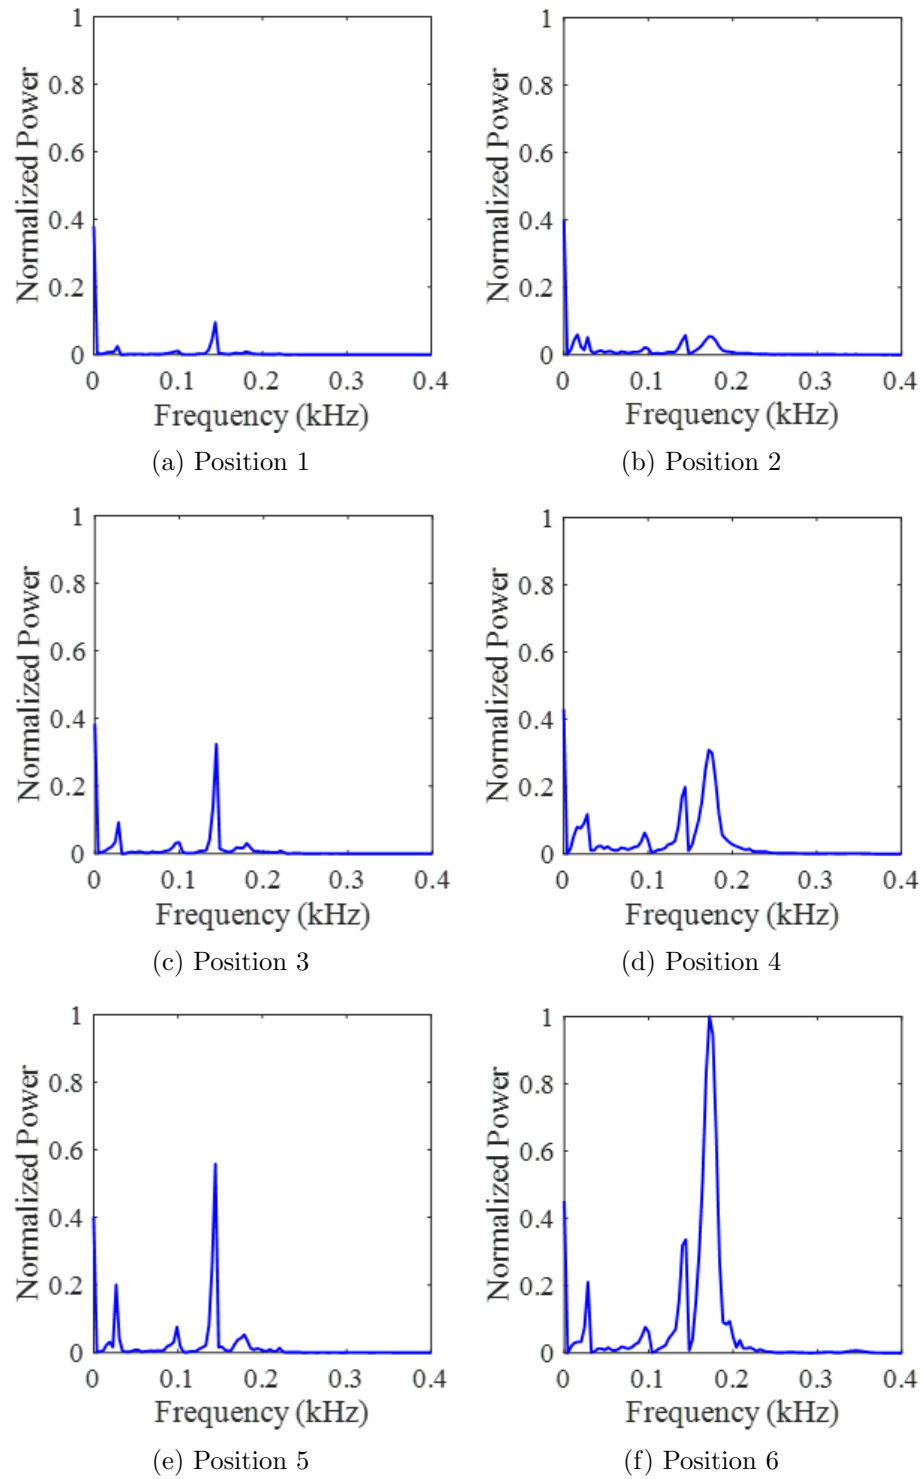 1
0.8
0.6
0.4
0.2
0
Normalized Power
0 0.1 0.2 0.3 0.4
Frequency (kHz)
(a) Position 1
1
0.8
0.6
0.4
0.2
0
Normalized Power
0 0.1 0.2 0.3 0.4
Frequency (kHz)
(b) Position 2
1
0.8
0.6
0.4
0.2
0
Normalized Power
0 0.1 0.2 0.3 0.4
Frequency (kHz)
(c) Position 3
1
0.8
0.6
0.4
0.2
0
Normalized Power
0 0.1 0.2 0.3 0.4
Frequency (kHz)
(d) Position 4
1
0.8
0.6
0.4
0.2
0
Normalized Power
0 0.1 0.2 0.3 0.4
Frequency (kHz)
(e) Position 5
1
0.8
0.6
0.4
0.2
0
Normalized Power
0 0.1 0.2 0.3 0.4
Frequency (kHz)
(f) Position 6